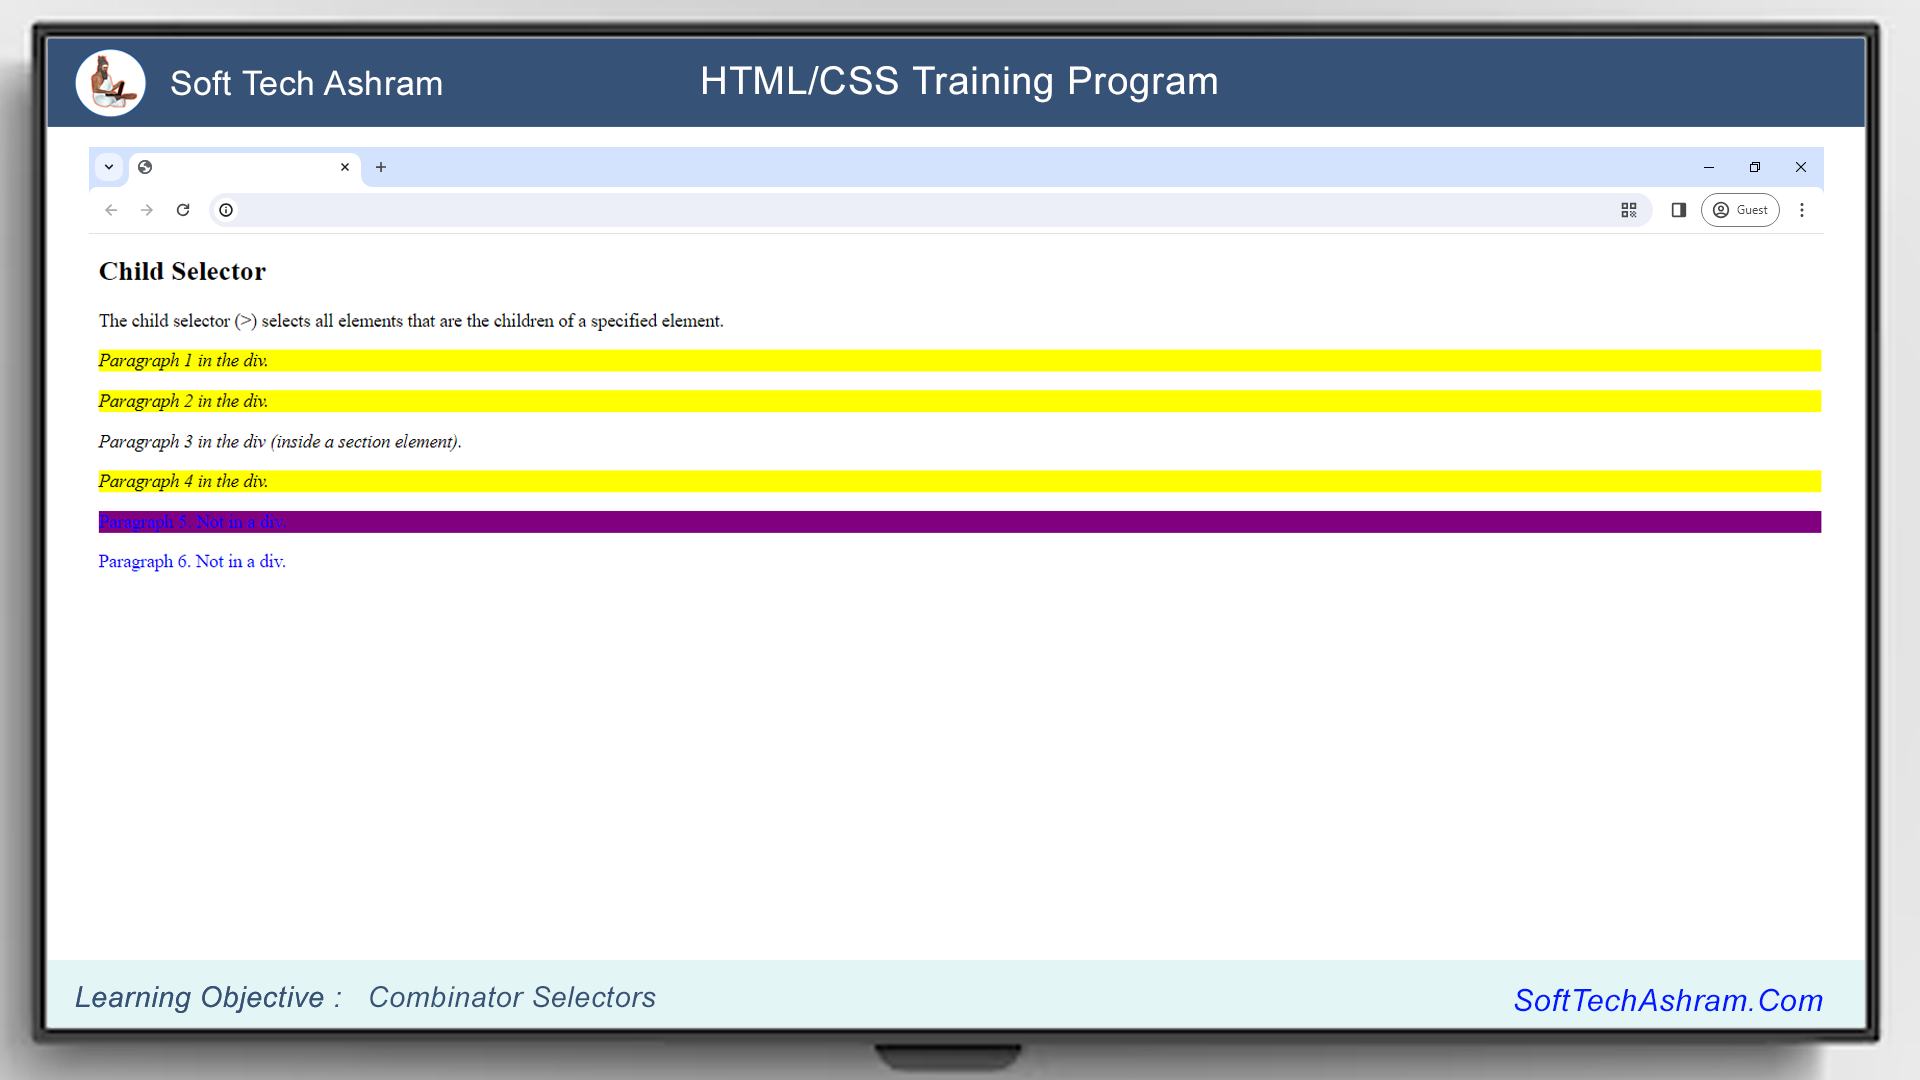 Soft Tech Ashram
HTML/CSS Training Program
Guest
Child Selector
The child selector (>) selects all elements that are the children of a specified element.
Paragraph 1 in the div.
Paragraph 2 in the div.
Paragraph 3 in the div (inside a section element).
Paragraph 4 in the div.
Paragraph 5. Not in a div.
Paragraph 6. Not in a div.
Learning Objective : Combinator Selectors
SoftTechAshram.Com